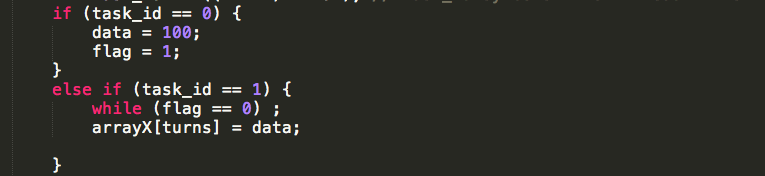 if (task_id == 0) {
data = 100;
flag = 1;
}
else if (task_id == 1) {
while (flag == 0) ;
arrayX[turns] = data;
}